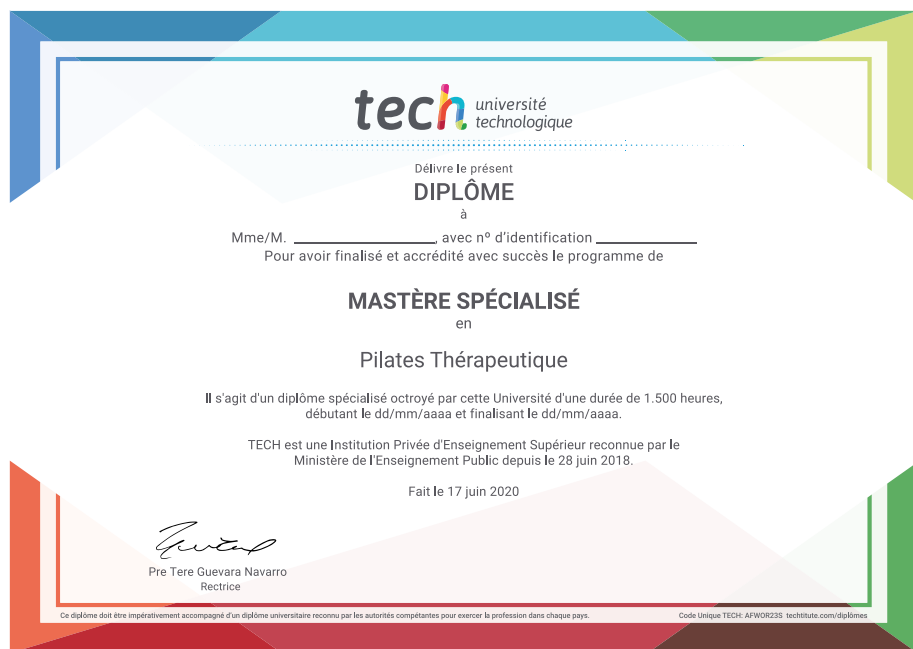 tech université
technologique
Délivre le présent
DIPLÔME
à
Mme/M. ____________________, avec nº d'identification ______________
Pour avoir finalisé et accrédité avec succès le programme de
MASTÈRE SPÉCIALISÉ
en
Pilates Thérapeutique
Il s'agit d'un diplôme spécialisé octroyé par cette Université d'une durée de 1.500 heures,
débutant le dd/mm/aaaa et finalisant le dd/mm/aaaa.
TECH est une Institution Privée d'Enseignement Supérieur reconnue par le
Ministère de l'Enseignement Public depuis le 28 juin 2018.
Fait le 17 juin 2020
Pre Tere Guevara Navarro
Rectrice
Ce diplôme doit être impérativement accompagné d'un diplôme universitaire reconnu par les autorités compétantes pour exercer la profession dans chaque pays.
Code Unique TECH: AFWOR23S techtitute.com/diplômes